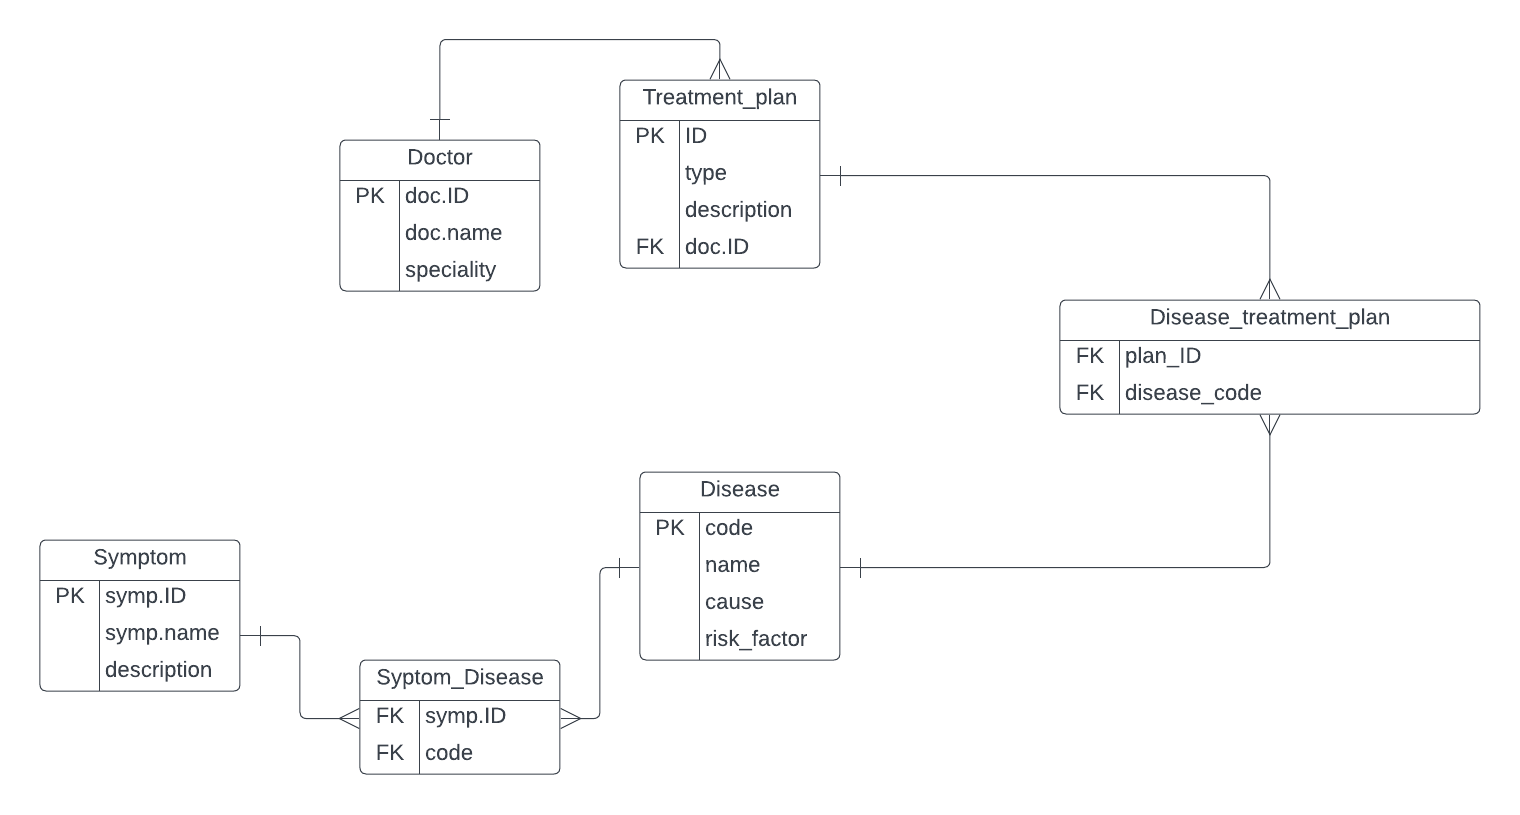 Treatment_plan
PK ID
type
description
FK doc.ID
Doctor
PK doc.ID
doc.name
speciality
Disease_treatment_plan
FK plan_ID
FK disease_code
Disease
PK code
name
cause
risk_factor
Symptom
PK symp.ID
symp.name
description
Syptom_Disease
FK symp.ID
FK code